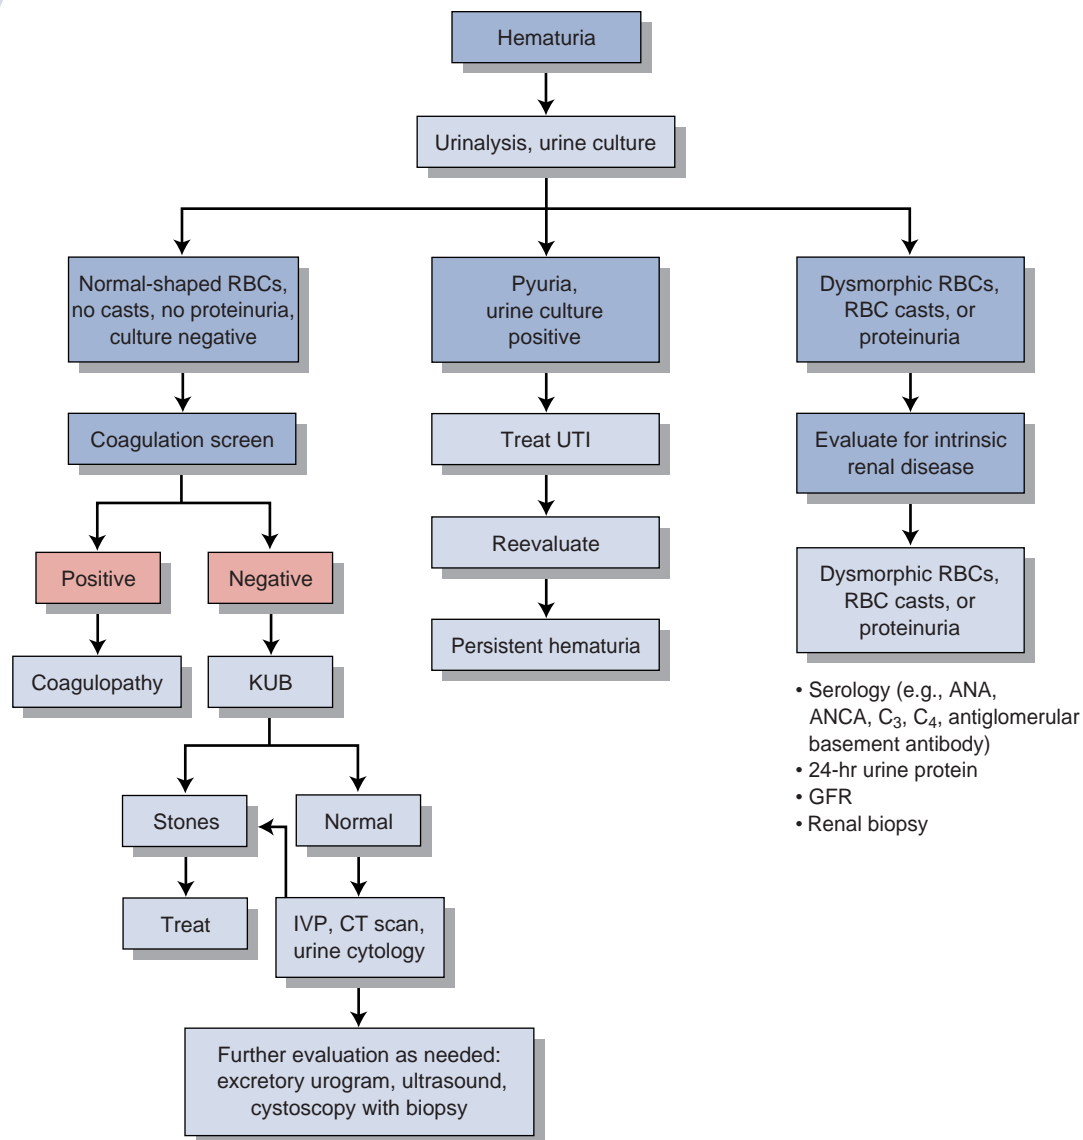 Hematuria
Urinalysis, urine culture
Normal-shaped RBCs,
no casts, no proteinuria,
culture negative
Pyuria,
urine culture
positive
Dysmorphic RBCs,
RBC casts, or
proteinuria
Coagulation screen
Treat UTI
Evaluate for intrinsic
renal disease
Positive
Negative
Reevaluate
Dysmorphic RBCs,
RBC casts, or
proteinuria
Coagulopathy
KUB
Persistent hematuria
• Serology (e.g., ANA,
ANCA, C₃, C₄, antiglomerular
basement antibody)
• 24-hr urine protein
• GFR
• Renal biopsy
Stones
Normal
Treat
IVP, CT scan,
urine cytology
Further evaluation as needed:
excretory urogram, ultrasound,
cystoscopy with biopsy